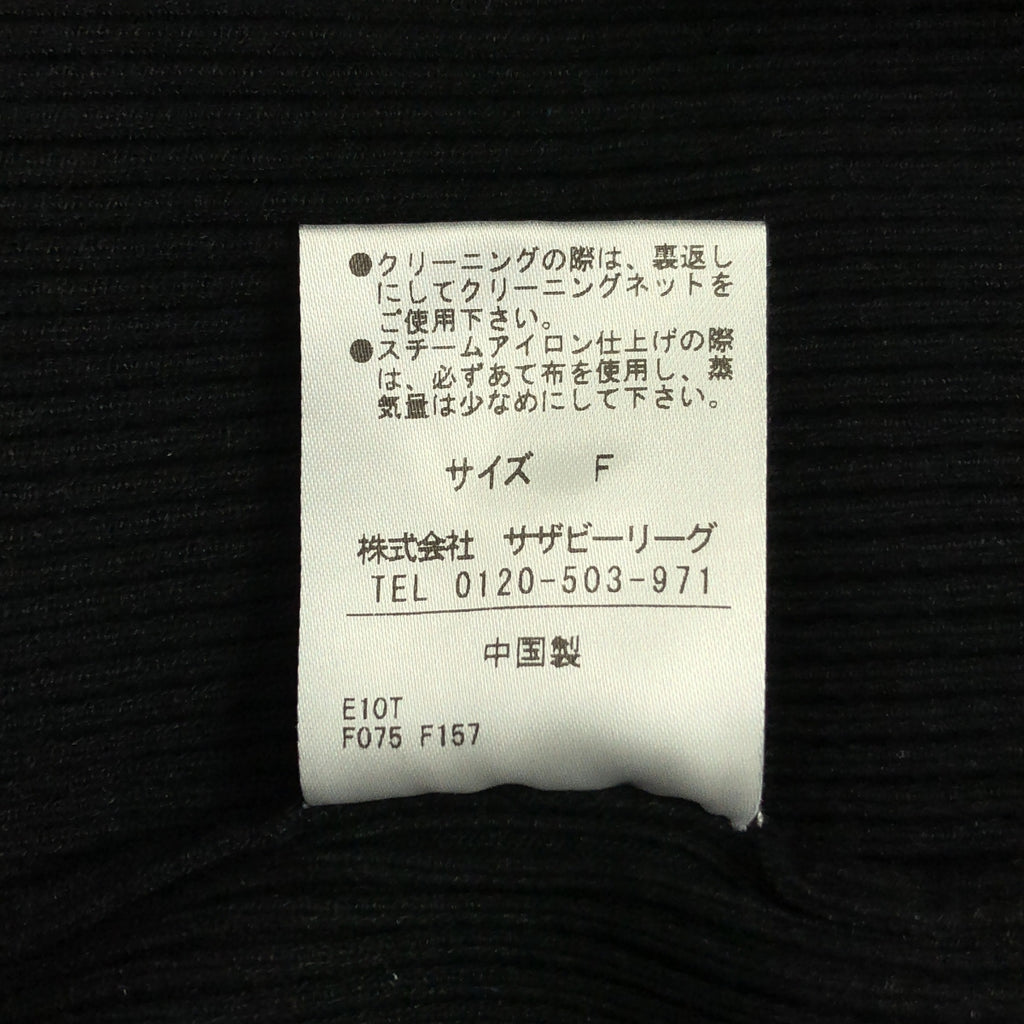 ●クリーニングの際は、裏返し
にしてクリーニングネットを
ご使用下さい。
●スチームアイロン仕上げの際
は、必ずあて布を使用し、蒸
気量は少なめにして下さい。
サイズ F
株式会社 サザビーリーグ
TEL 0120-503-971
中国製
E10T
F075 F157